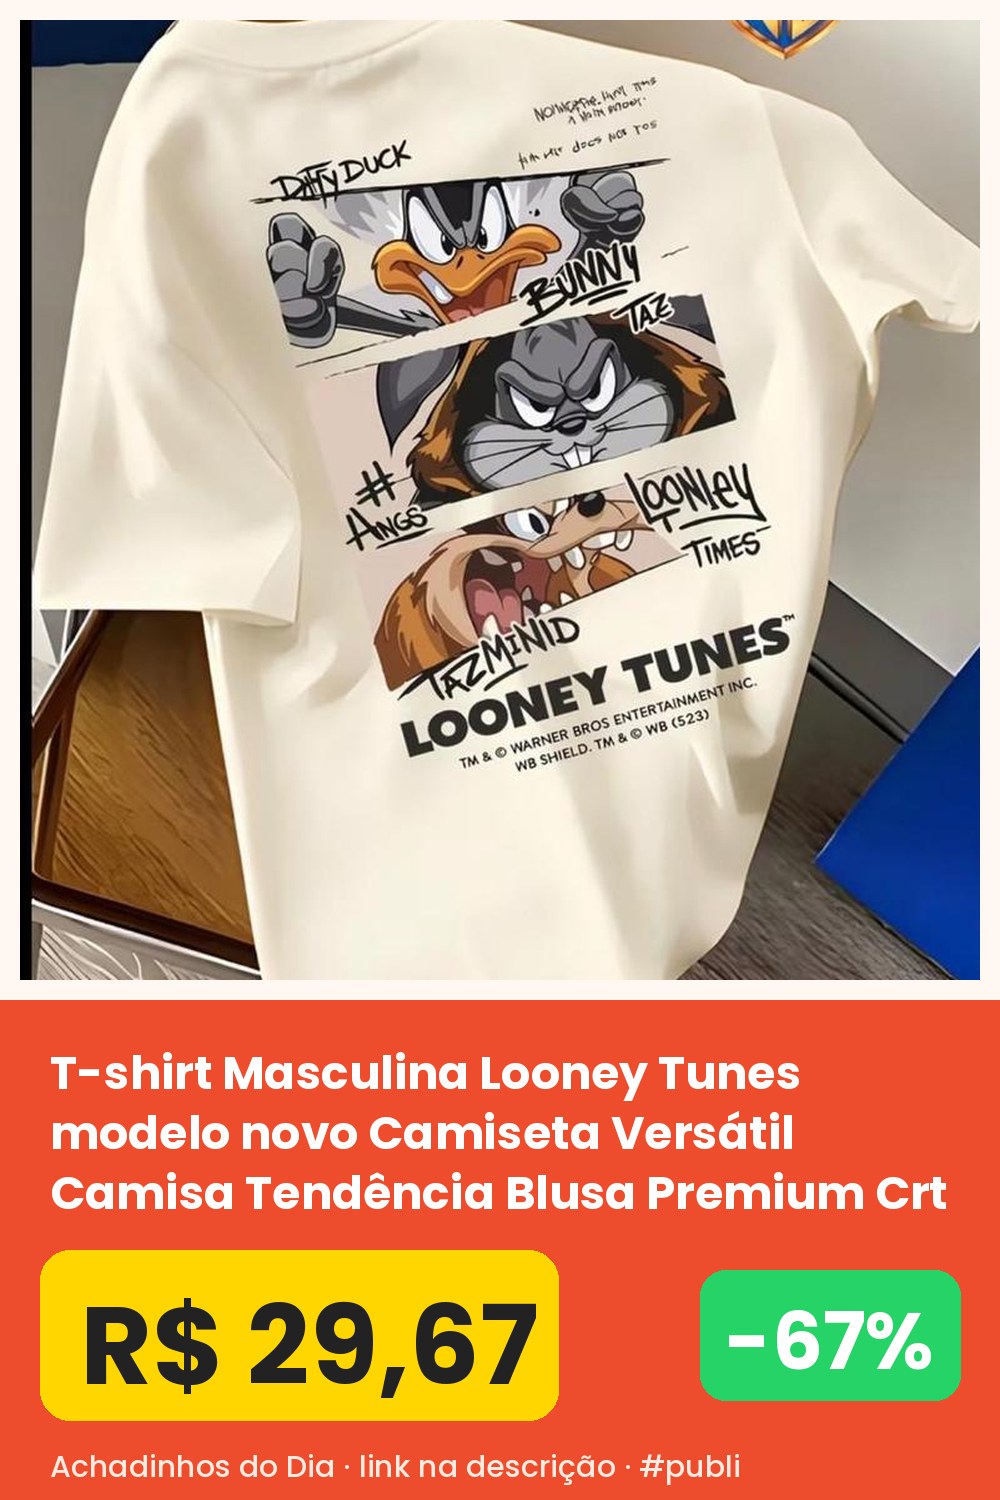 DAFFY DUCK
BUNNY
TAZ
#
AINGS
LOONLEY
TIMES
TAZMINID
LOONEY TUNES™
TM & © WARNER BROS ENTERTAINMENT INC.
WB SHIELD. TM & © WB (523)
T-shirt Masculina Looney Tunes
modelo novo Camiseta Versátil
Camisa Tendência Blusa Premium Crt
R$ 29,67
-67%
Achadinhos do Dia · link na descrição · #publi